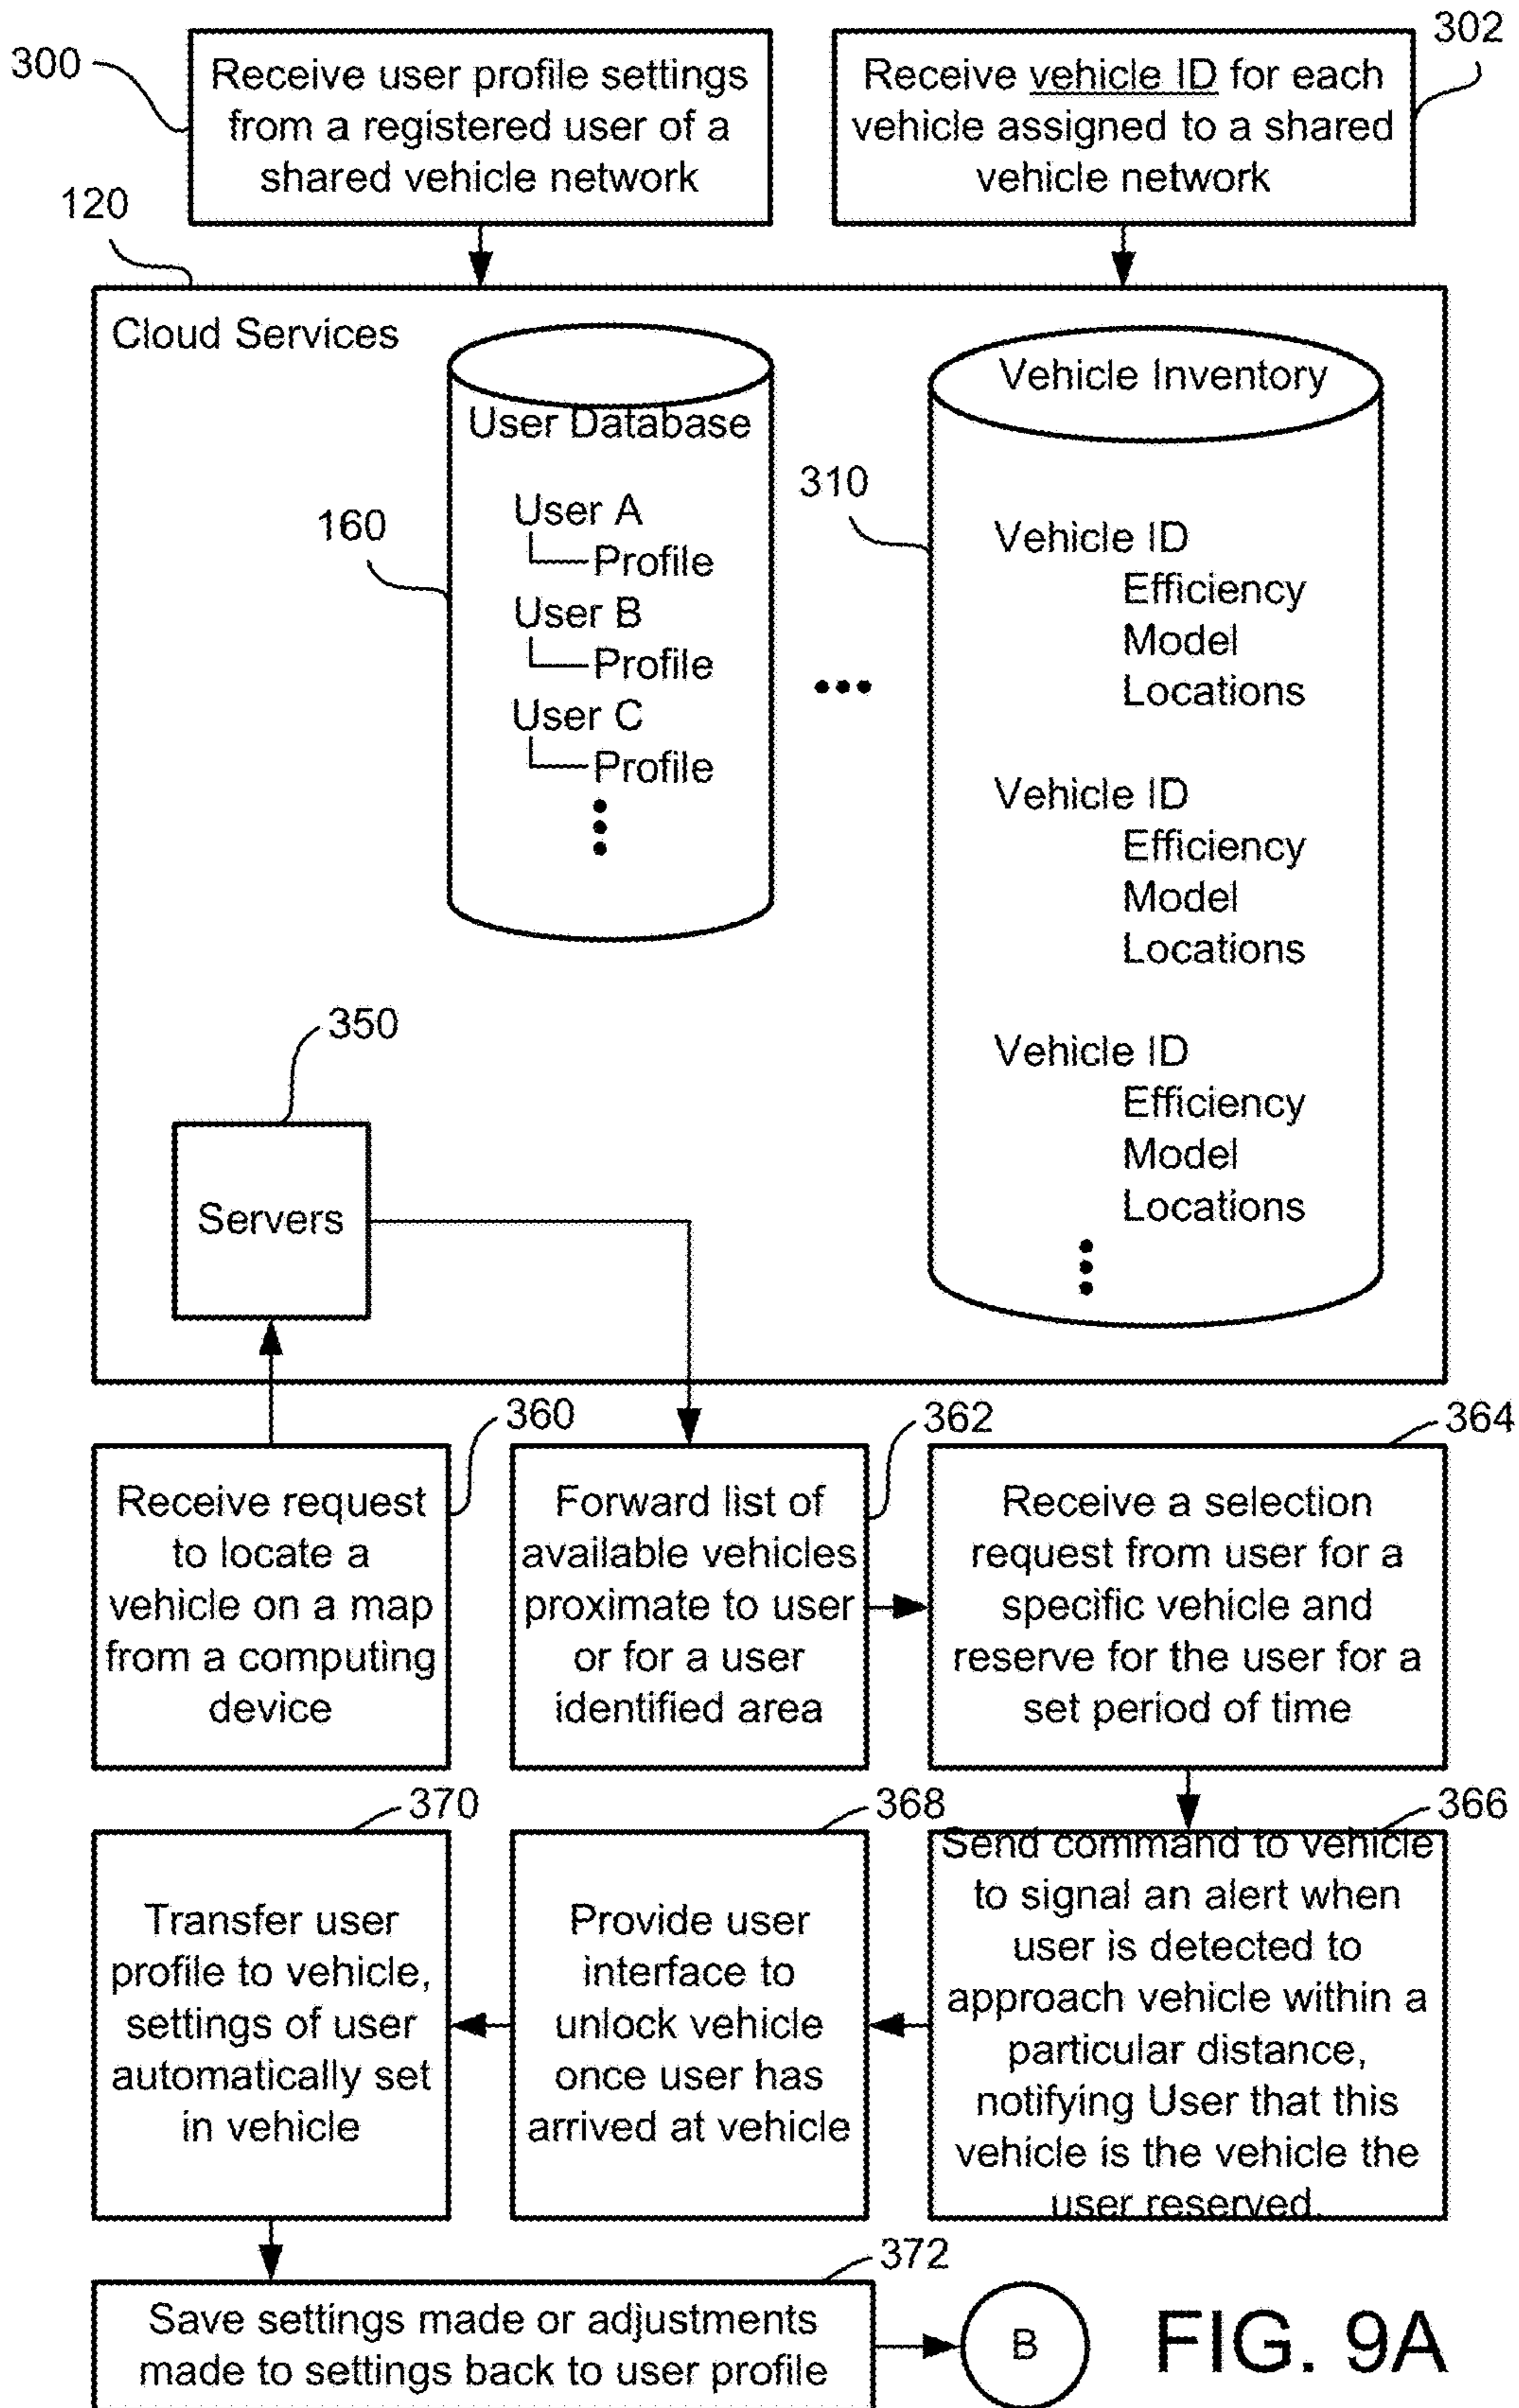 300
Receive user profile settings
from a registered user of a
shared vehicle network
302
Receive vehicle ID for each
vehicle assigned to a shared
vehicle network
120
Cloud Services
User Database
160
User A
Profile
User B
Profile
User C
Profile
310
Vehicle Inventory
Vehicle ID
Efficiency
Model
Locations
Vehicle ID
Efficiency
Model
Locations
Vehicle ID
Efficiency
Model
Locations
350
Servers
360
Receive request
to locate a
vehicle on a map
from a computing
device
362
Forward list of
available vehicles
proximate to user
or for a user
identified area
364
Receive a selection
request from user for a
specific vehicle and
reserve for the user for a
set period of time
366
Send command to vehicle
to signal an alert when
user is detected to
approach vehicle within a
particular distance,
notifying User that this
vehicle is the vehicle the
user reserved.
368
Provide user
interface to
unlock vehicle
once user has
arrived at vehicle
370
Transfer user
profile to vehicle,
settings of user
automatically set
in vehicle
372
Save settings made or adjustments
made to settings back to user profile
B
FIG. 9A